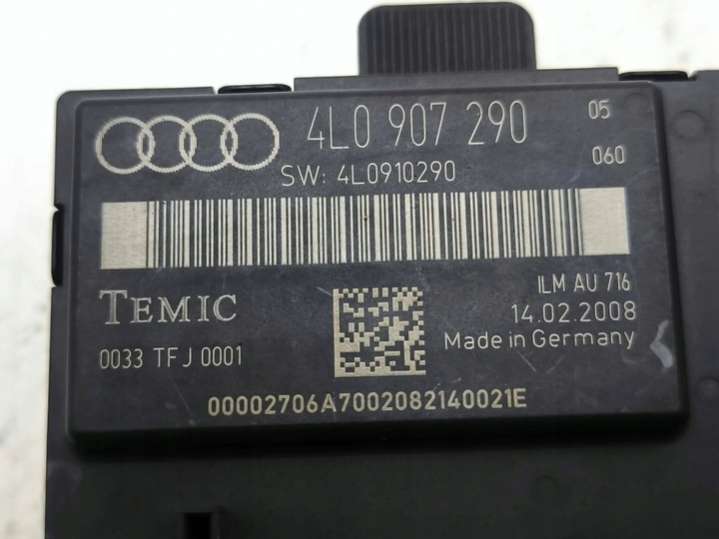 4L0 907 290 05
SW: 4L0910290 060
ILM AU 716
TEMIC 14.02.2008
Made in Germany
0033 TFJ 0001
00002706A7002082140021E